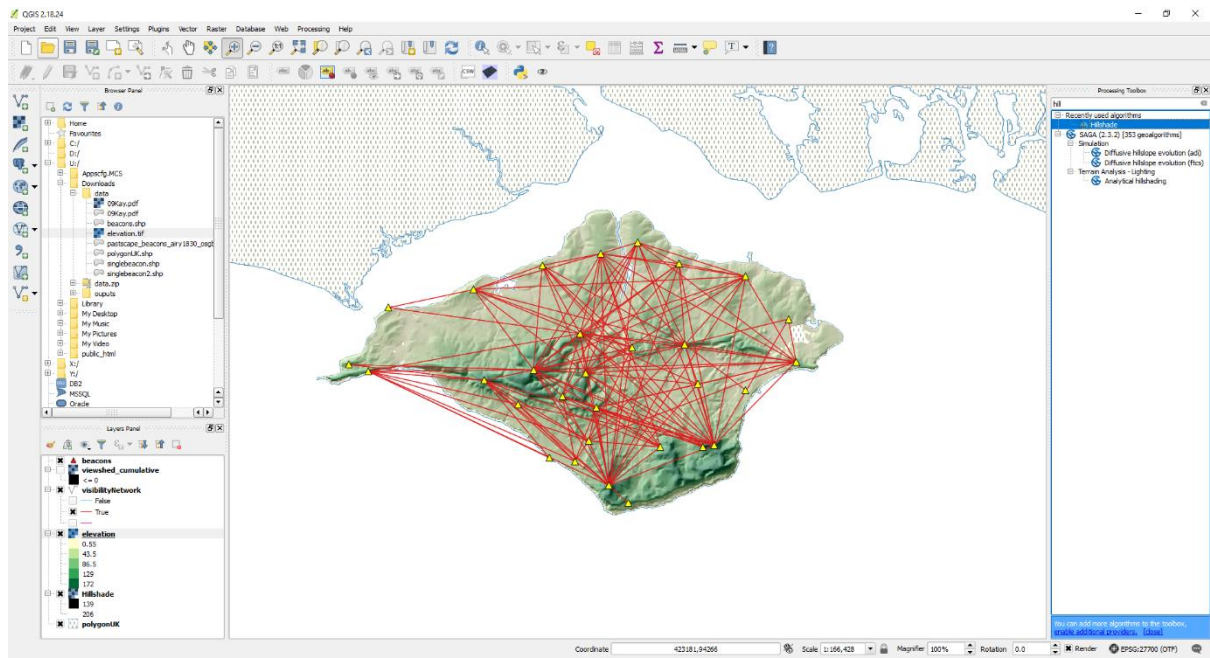 QGIS 2.18.24
Project Edit View Layer Settings Plugins Vector Raster Database Web Processing Help
Browser Panel
Home
Favourites
C:/
D:/
U:/
Appscfg.MCS
Downloads
data
09Kay.pdf
09Kay.pdf
beacons.shp
elevation.tif
pastscape_beacons_airy1830_osgb
polygonUK.shp
singlebeacon.shp
singlebeacon2.shp
data.zip
ouputs
Library
My Desktop
My Music
My Pictures
My Video
public_html
X:/
Y:/
DB2
MSSQL
Oracle
Layers Panel
beacons
viewshed_cumulative
<= 0
visibilityNetwork
False
True
elevation
0.55
43.5
86.5
129
172
Hillshade
139
206
polygonUK
Processing Toolbox
hill
Recently used algorithms
Hillshade
SAGA (2.3.2) [353 geoalgorithms]
Simulation
Diffusive hillslope evolution (adi)
Diffusive hillslope evolution (ftcs)
Terrain Analysis - Lighting
Analytical hillshading
You can add more algorithms to the toolbox,
enable additional providers. [close]
Coordinate 423181,94266 Scale 1:166,428 Magnifier 100% Rotation 0.0 Render EPSG:27700 (OTF)